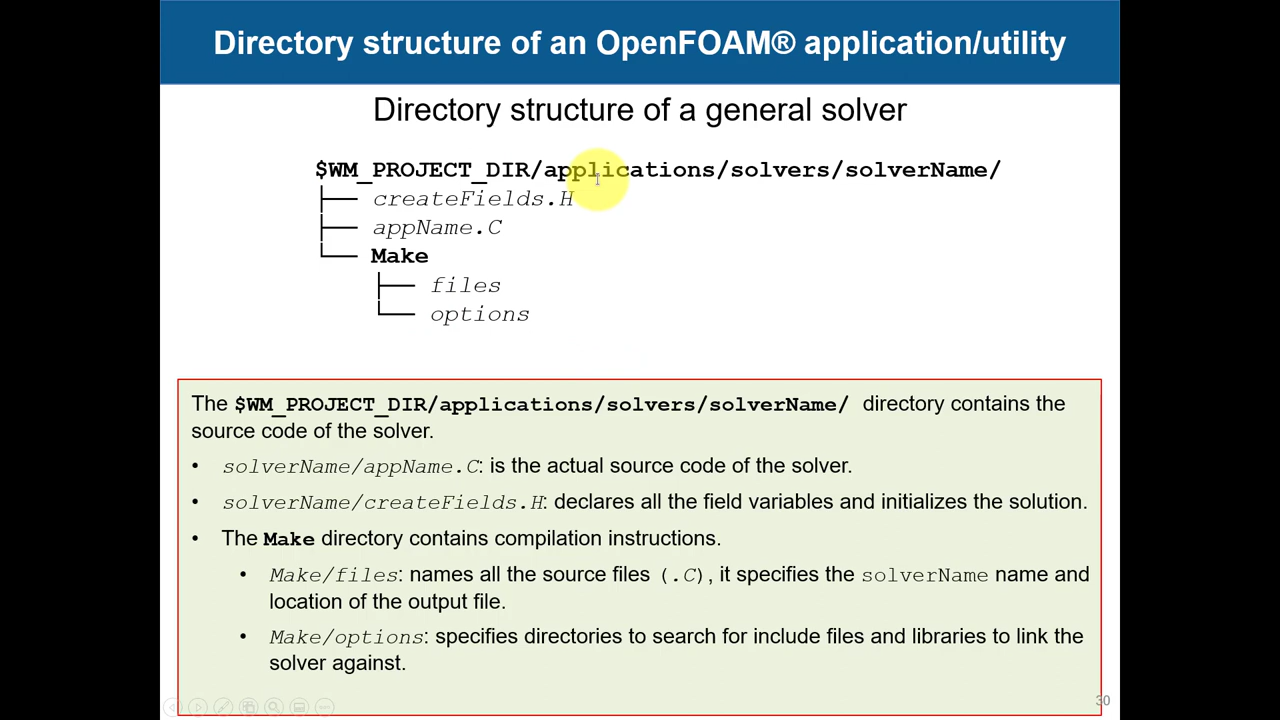 Directory structure of an OpenFOAM® application/utility
Directory structure of a general solver
$WM_PROJECT_DIR/applications/solvers/solverName/
createFields.H
appName.C
Make
files
options
The $WM_PROJECT_DIR/applications/solvers/solverName/ directory contains the
source code of the solver.
• solverName/appName.C: is the actual source code of the solver.
• solverName/createFields.H: declares all the field variables and initializes the solution.
• The Make directory contains compilation instructions.
• Make/files: names all the source files (.C), it specifies the solverName name and
location of the output file.
• Make/options: specifies directories to search for include files and libraries to link the
solver against.
30